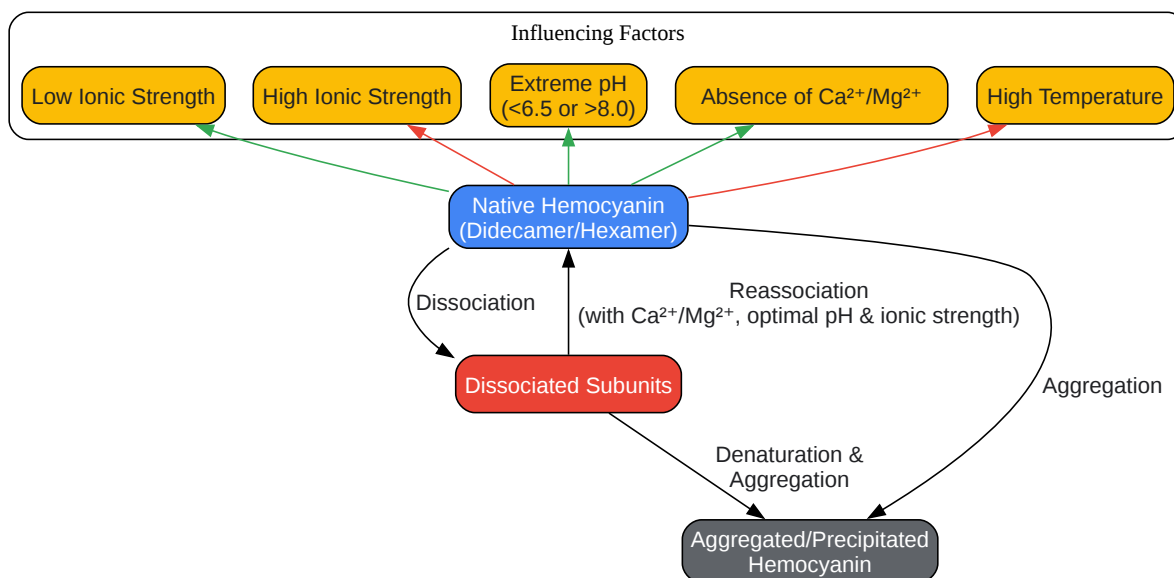 Influencing Factors
Low Ionic Strength
High Ionic Strength
Extreme pH
(<6.5 or >8.0)
Absence of Ca²⁺/Mg²⁺
High Temperature
Native Hemocyanin
(Didecamer/Hexamer)
Dissociation
Reassociation
(with Ca²⁺/Mg²⁺, optimal pH & ionic strength)
Dissociated Subunits
Aggregation
Denaturation &
Aggregation
Aggregated/Precipitated
Hemocyanin